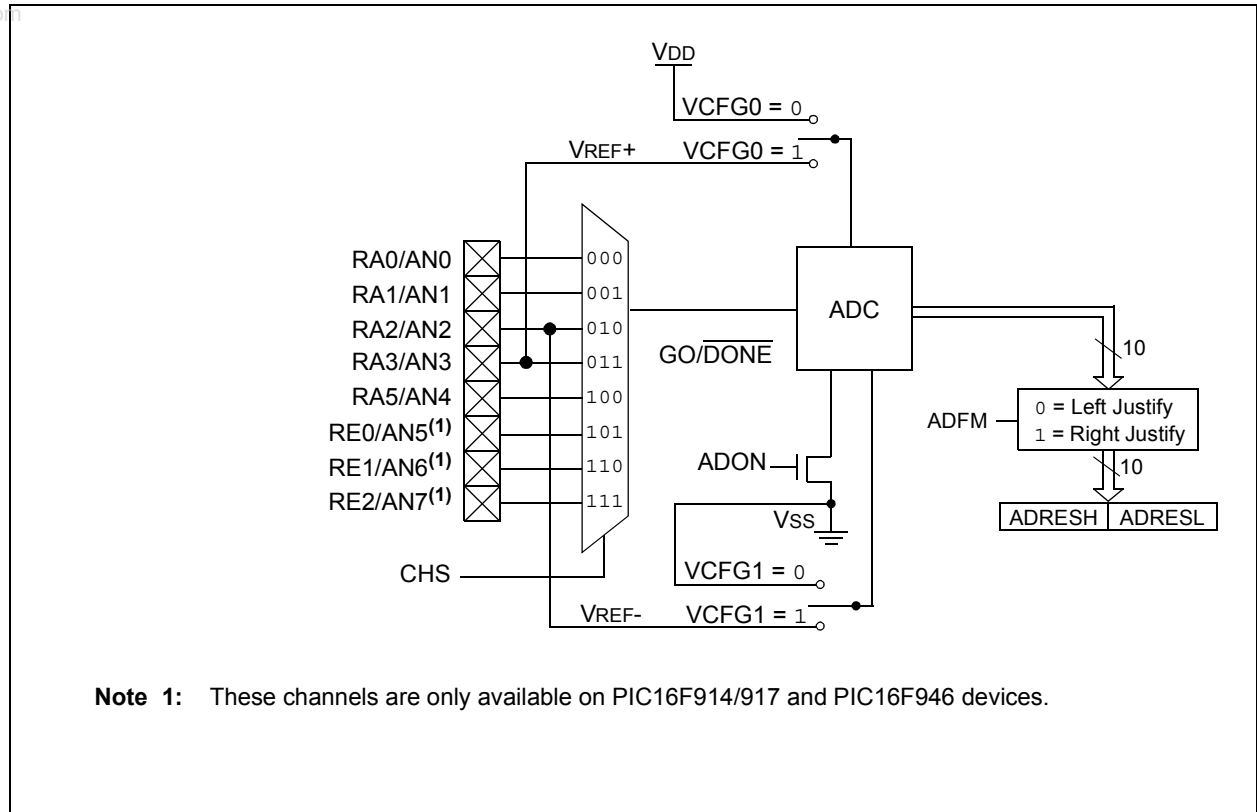 om
VDD
VCFG0 = 0
VREF+ VCFG0 = 1
RA0/AN0 000
RA1/AN1 001
RA2/AN2 010
RA3/AN3 011
RA5/AN4 100
RE0/AN5(1) 101
RE1/AN6(1) 110
RE2/AN7(1) 111
CHS
ADC
GO/DONE
10
ADFM
0 = Left Justify
1 = Right Justify
10
ADRESH ADRESL
ADON
VSS
VCFG1 = 0
VREF- VCFG1 = 1
Note 1: These channels are only available on PIC16F914/917 and PIC16F946 devices.